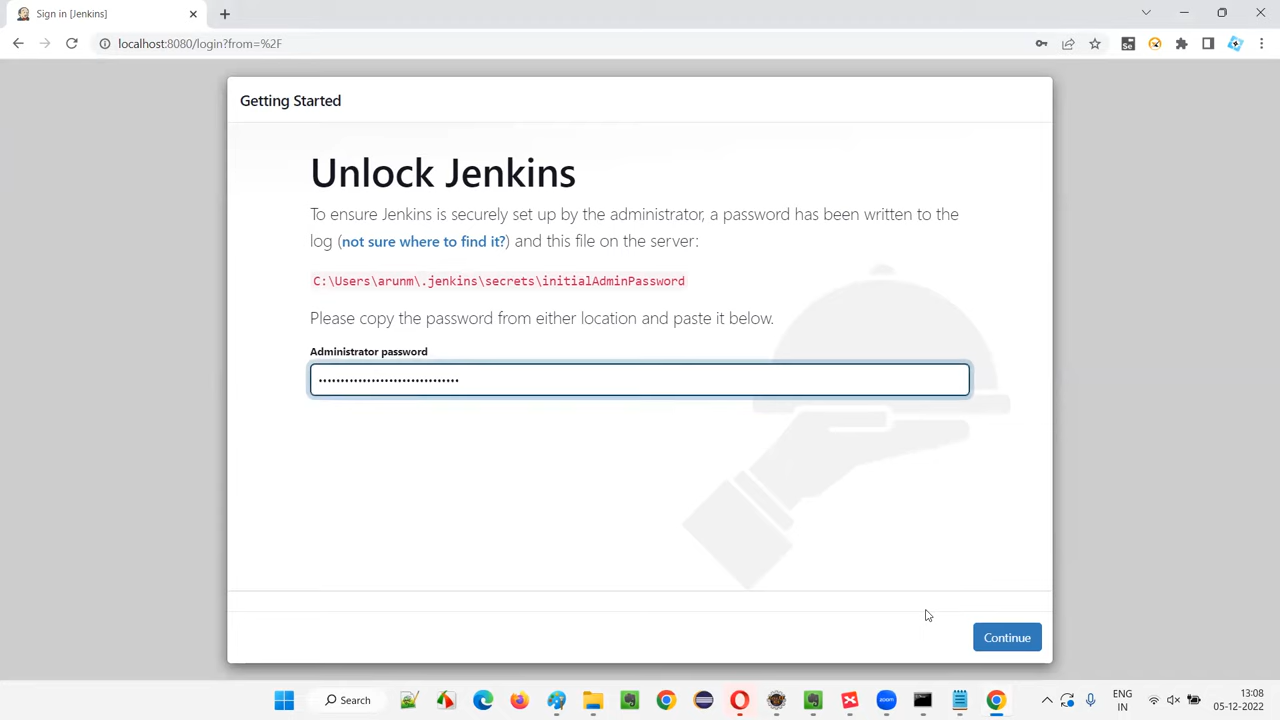 Sign in [Jenkins]
localhost:8080/login?from=%2F
Getting Started
Unlock Jenkins
To ensure Jenkins is securely set up by the administrator, a password has been written to the
log (not sure where to find it?) and this file on the server:
C:\Users\arunm\.jenkins\secrets\initialAdminPassword
Please copy the password from either location and paste it below.
Administrator password
Continue
Search
zoom
ENG
IN
13:08
05-12-2022